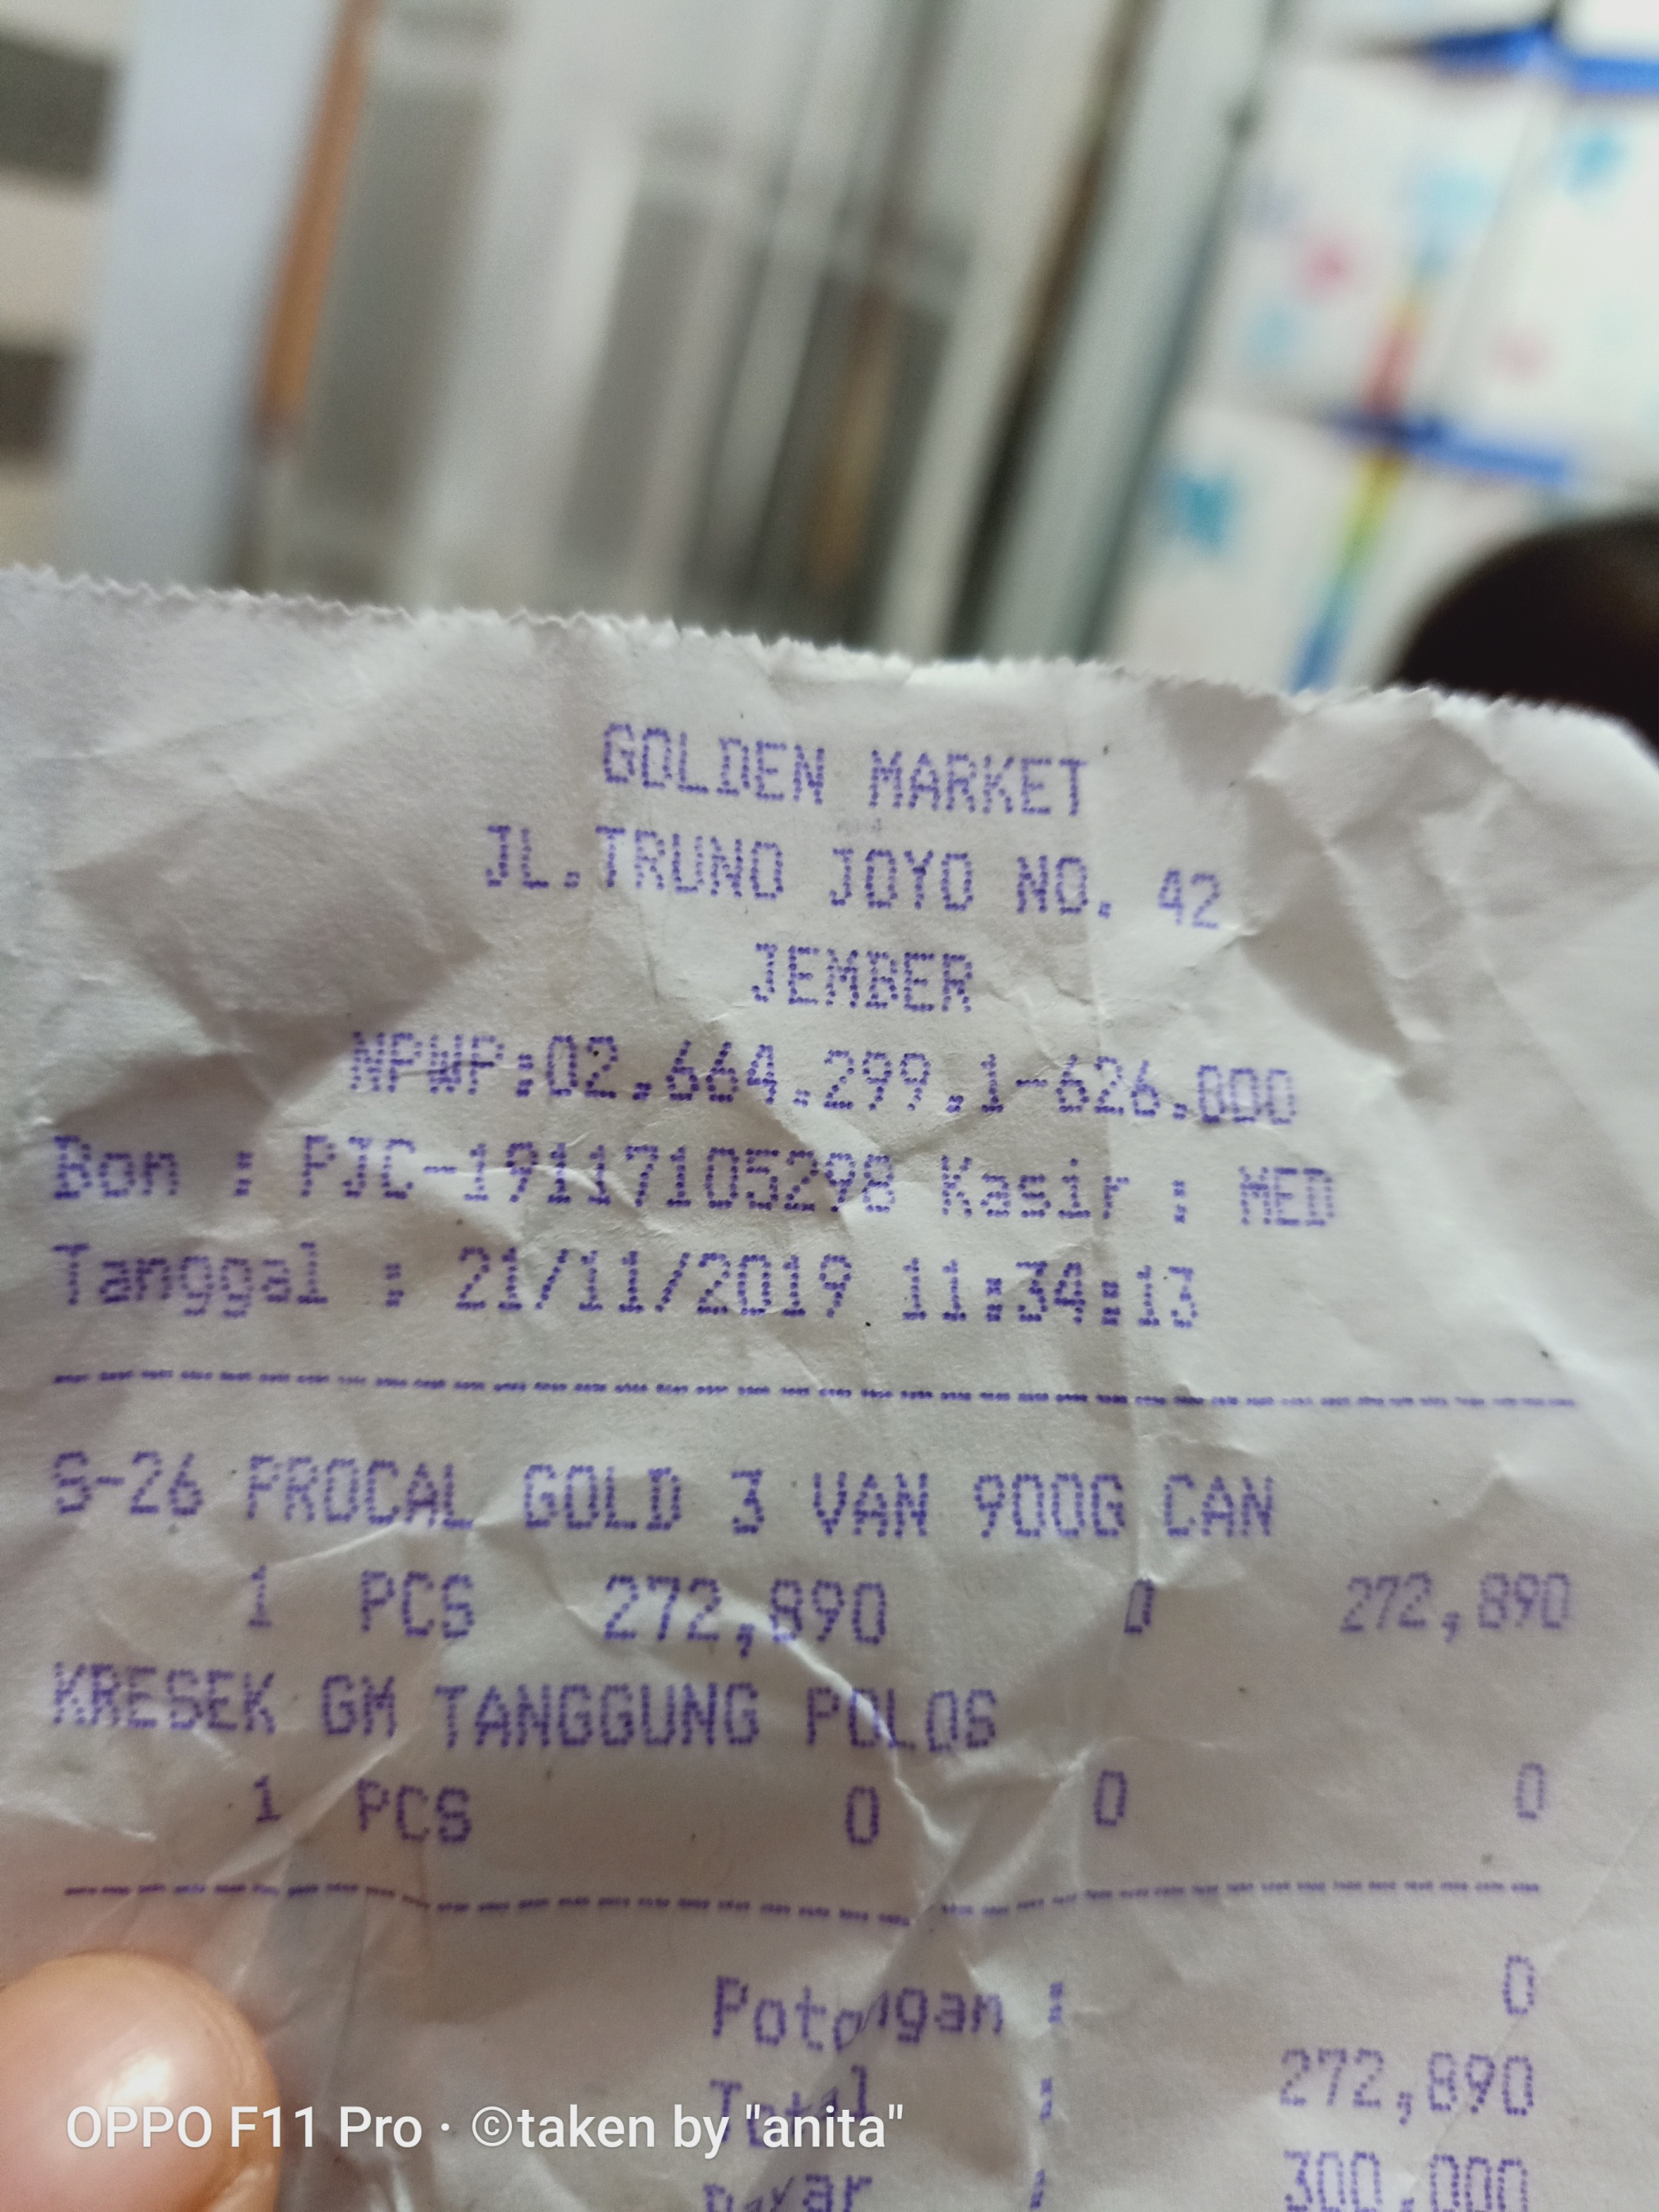 GOLDEN MARKET
JL.TRUNO JOYO NO. 42
JEMBER
NPWP:02.664.299.1-626.000
Bon : PJC-19117105298 Kasir : MED
Tanggal : 21/11/2019 11:34:13
S-26 PROCAL GOLD 3 VAN 900G CAN
1 PCS 272,890 0 272,890
KRESEK GM TANGGUNG POLOS
1 PCS 0 0 0
Potongan : 0
Total : 272,890
: 300,000
OPPO F11 Pro · ©taken by "anita"